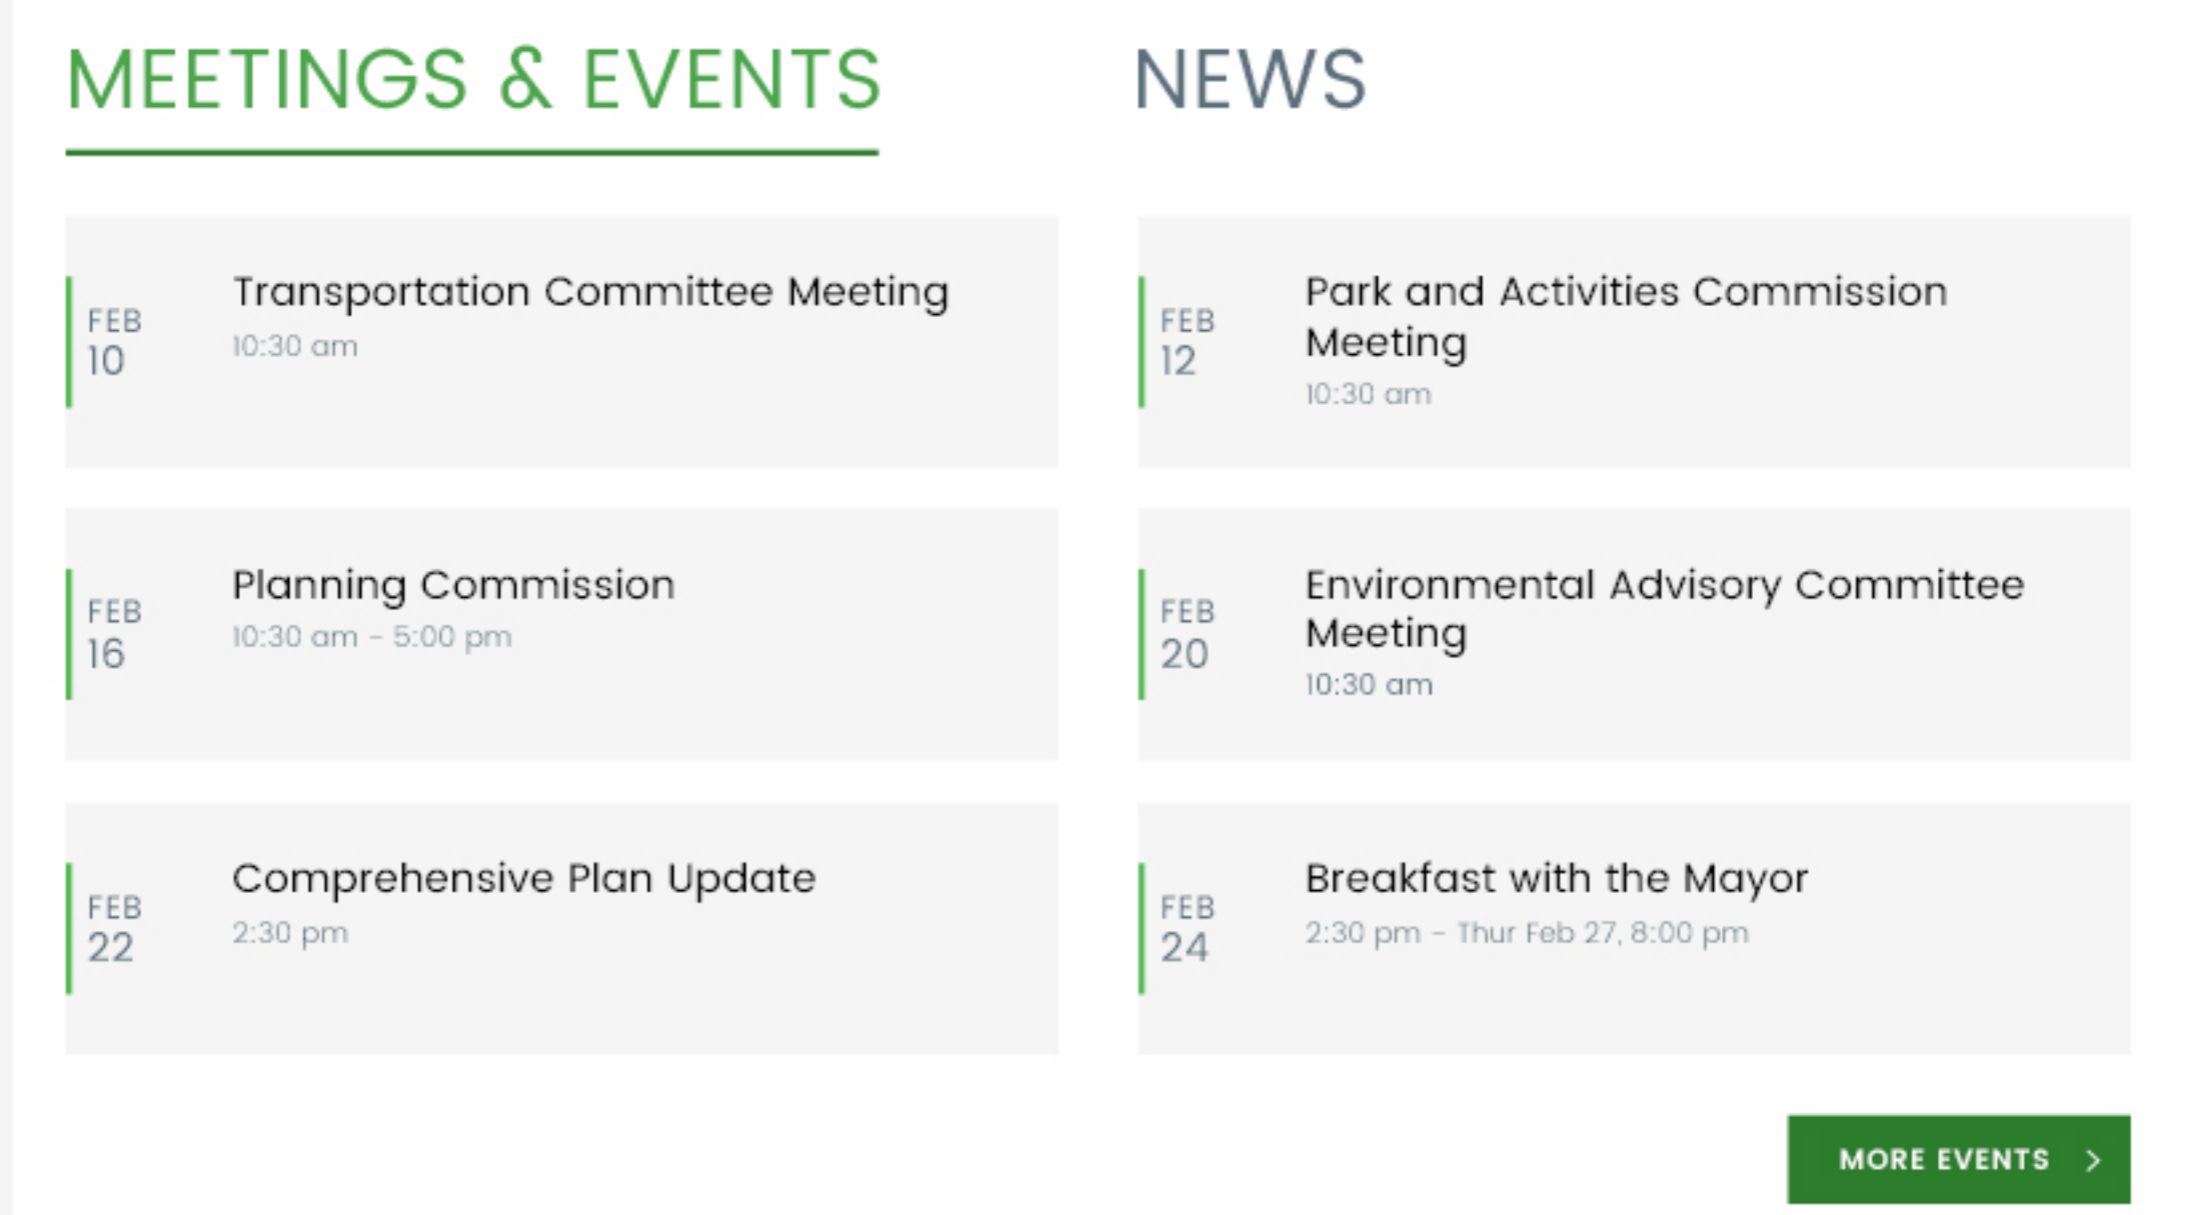 MEETINGS & EVENTS
NEWS
FEB
10
Transportation Committee Meeting
10:30 am
FEB
12
Park and Activities Commission
Meeting
10:30 am
FEB
16
Planning Commission
10:30 am - 5:00 pm
FEB
20
Environmental Advisory Committee
Meeting
10:30 am
FEB
22
Comprehensive Plan Update
2:30 pm
FEB
24
Breakfast with the Mayor
2:30 pm - Thur Feb 27, 8:00 pm
MORE EVENTS >